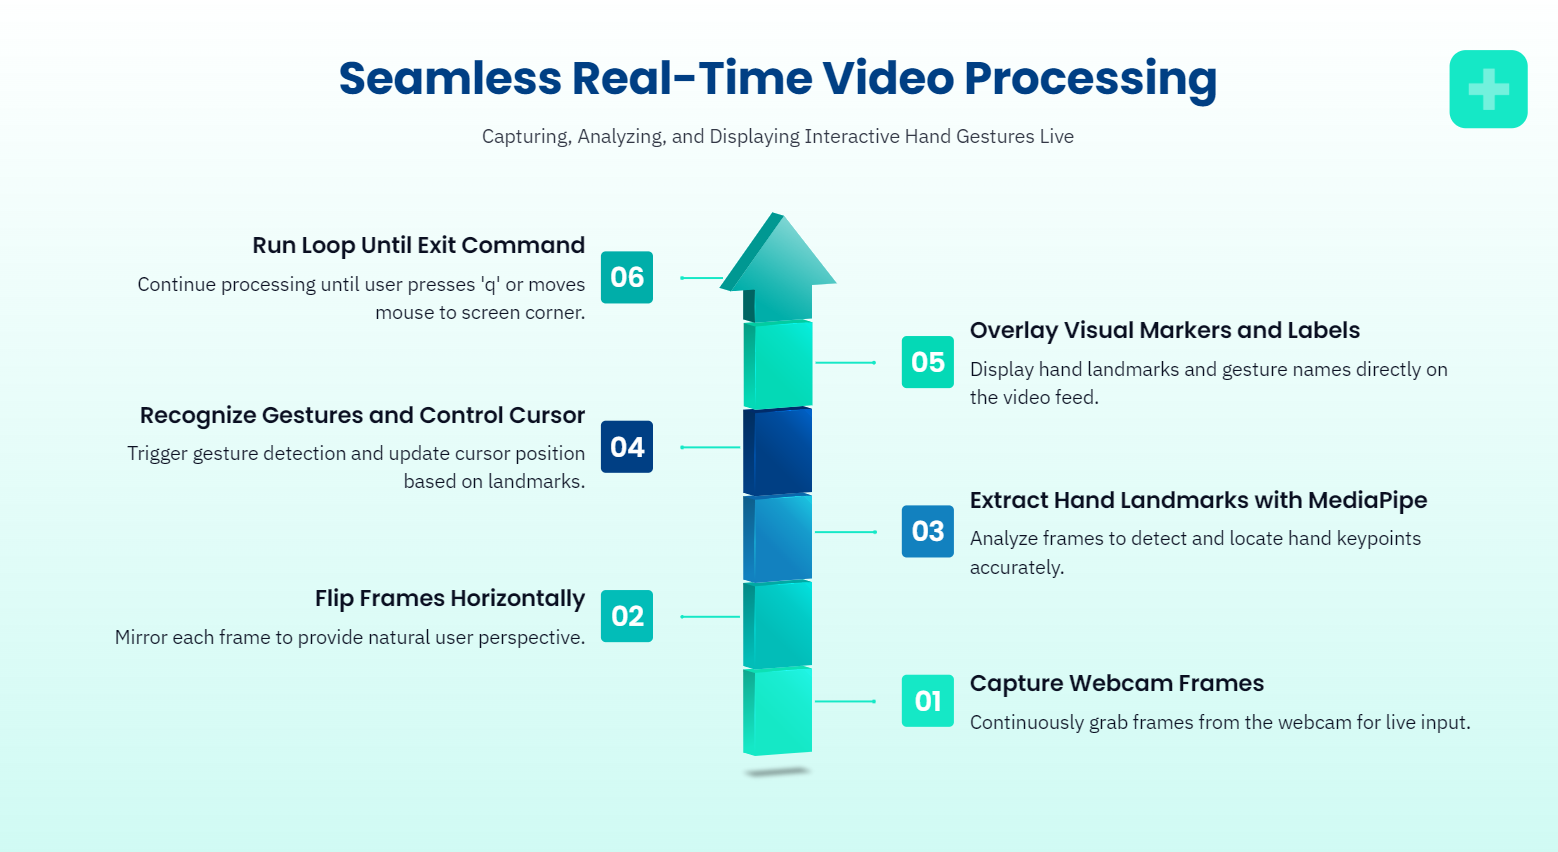 Seamless Real-Time Video Processing
Capturing, Analyzing, and Displaying Interactive Hand Gestures Live
Run Loop Until Exit Command
06
Continue processing until user presses 'q' or moves
mouse to screen corner.
Overlay Visual Markers and Labels
05
Display hand landmarks and gesture names directly on
the video feed.
Recognize Gestures and Control Cursor
04
Trigger gesture detection and update cursor position
based on landmarks.
Extract Hand Landmarks with MediaPipe
03
Analyze frames to detect and locate hand keypoints
accurately.
Flip Frames Horizontally
02
Mirror each frame to provide natural user perspective.
Capture Webcam Frames
01
Continuously grab frames from the webcam for live input.